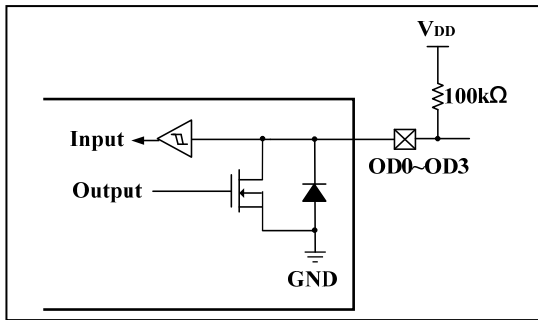 VDD
100kΩ
Input
OD0~OD3
Output
GND